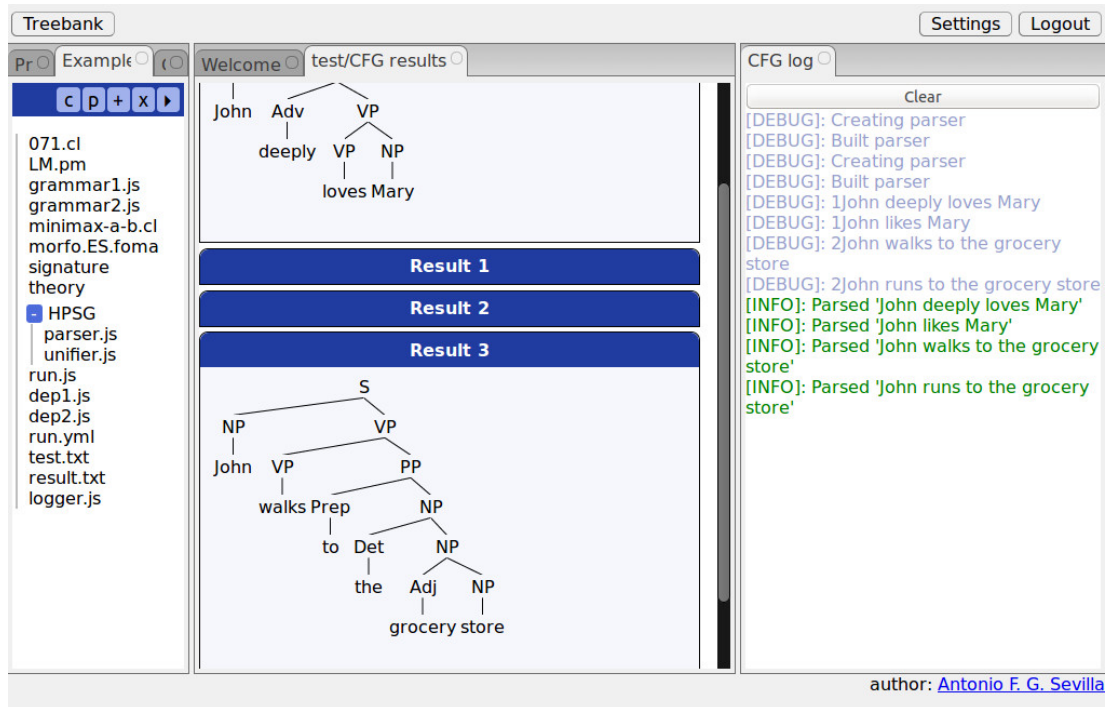 Treebank
Settings Logout
Pr Example
c p + x
071.cl
LM.pm
grammar1.js
grammar2.js
minimax-a-b.cl
morfo.ES.foma
signature
theory
- HPSG
parser.js
unifier.js
run.js
dep1.js
dep2.js
run.yml
test.txt
result.txt
logger.js
Welcome test/CFG results
John Adv VP
deeply VP NP
loves Mary
Result 1
Result 2
Result 3
S
NP VP
John VP PP
walks Prep NP
to Det NP
the Adj NP
grocery store
CFG log
Clear
[DEBUG]: Creating parser
[DEBUG]: Built parser
[DEBUG]: Creating parser
[DEBUG]: Built parser
[DEBUG]: 1John deeply loves Mary
[DEBUG]: 1John likes Mary
[DEBUG]: 2John walks to the grocery
store
[DEBUG]: 2John runs to the grocery store
[INFO]: Parsed 'John deeply loves Mary'
[INFO]: Parsed 'John likes Mary'
[INFO]: Parsed 'John walks to the grocery
store'
[INFO]: Parsed 'John runs to the grocery
store'
author: Antonio F. G. Sevilla